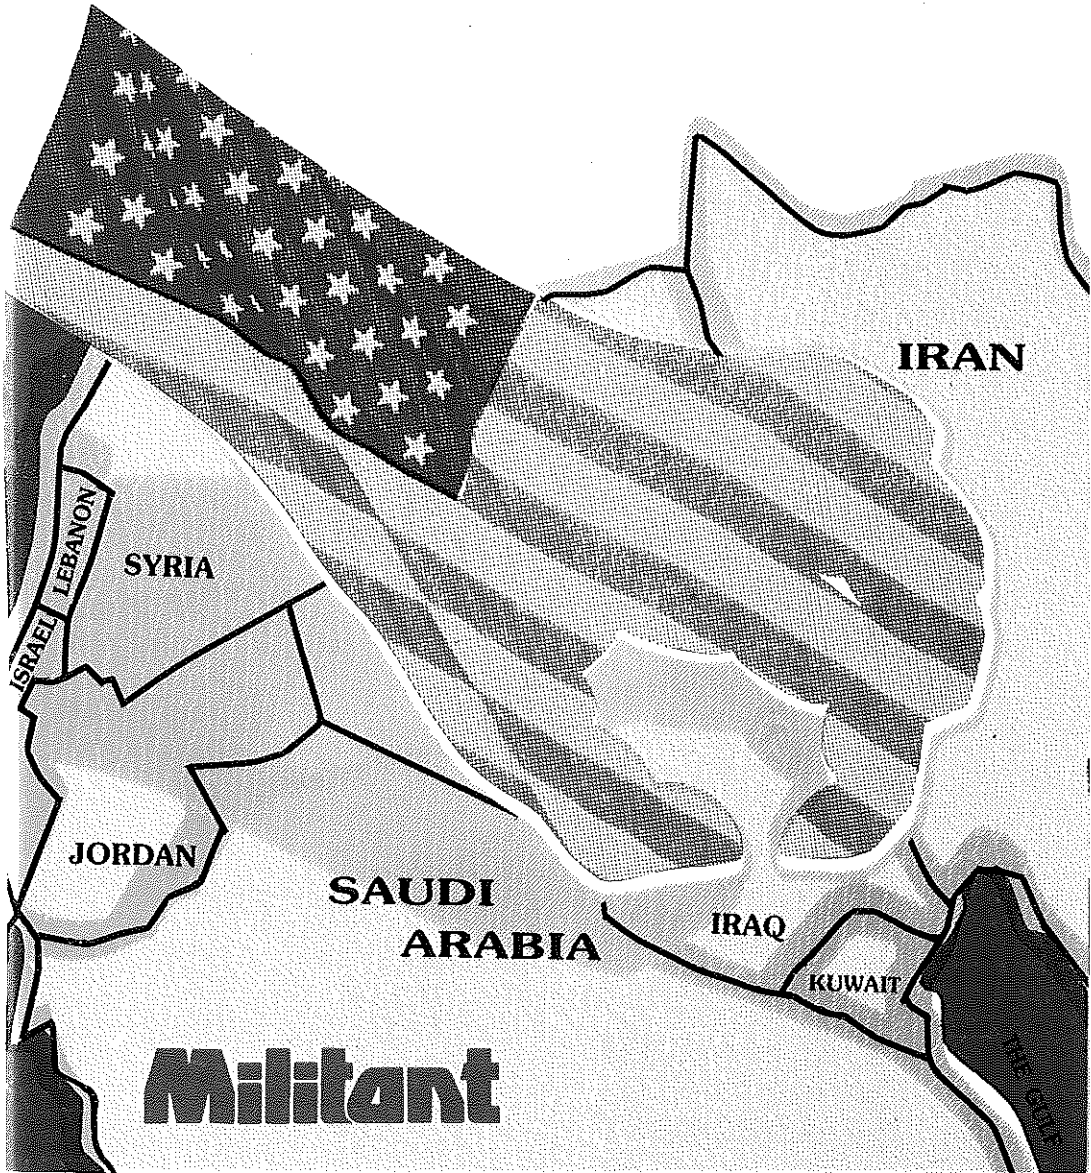 IRAN
LEBANON
SYRIA
ISRAEL
JORDAN
SAUDI
ARABIA
IRAQ
KUWAIT
THE GULF
Militant